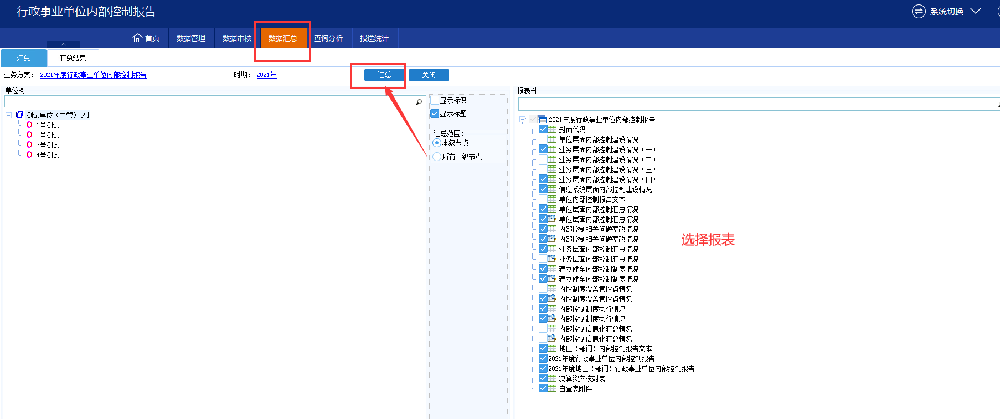 行政事业单位内部控制报告
系统切换
首页
数据管理
数据审核
数据汇总
查询分析
报送统计
汇总
汇总结果
业务方案：
2021年度行政事业单位内部控制报告
时期：
2021年
汇总
关闭
单位树
测试单位（主管）[4]
1号测试
2号测试
3号测试
4号测试
显示标识
显示标题
汇总范围：
本级节点
所有下级节点
报表树
2021年度行政事业单位内部控制报告
封面代码
单位层面内部控制建设情况
业务层面内部控制建设情况（一）
业务层面内部控制建设情况（二）
业务层面内部控制建设情况（三）
业务层面内部控制建设情况（四）
信息系统层面内部控制建设情况
单位内部控制报告文本
单位层面内部控制汇总情况
单位层面内部控制汇总情况
内部控制相关问题整改情况
内部控制相关问题整改情况
业务层面内部控制汇总情况
业务层面内部控制汇总情况
建立健全内部控制制度情况
建立健全内部控制制度情况
内控制度覆盖管控点情况
内控制度覆盖管控点情况
内部控制制度执行情况
内部控制制度执行情况
内部控制信息化汇总情况
内部控制信息化汇总情况
地区（部门）内部控制报告文本
2021年度行政事业单位内部控制报告
2021年度地区（部门）行政事业单位内部控制报告
决算资产核对表
自查表附件
选择报表